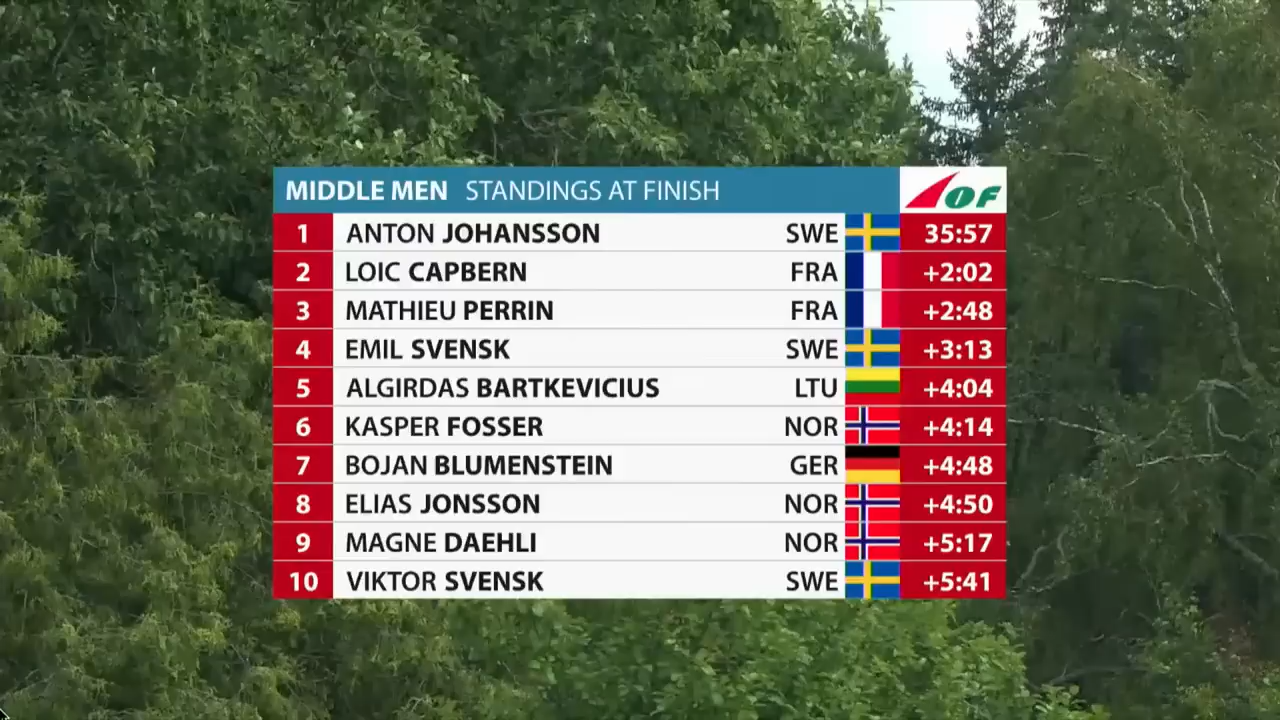 MIDDLE MEN STANDINGS AT FINISH IOF
1 ANTON JOHANSSON SWE 35:57
2 LOIC CAPBERN FRA +2:02
3 MATHIEU PERRIN FRA +2:48
4 EMIL SVENSK SWE +3:13
5 ALGIRDAS BARTKEVICIUS LTU +4:04
6 KASPER FOSSER NOR +4:14
7 BOJAN BLUMENSTEIN GER +4:48
8 ELIAS JONSSON NOR +4:50
9 MAGNE DAEHLI NOR +5:17
10 VIKTOR SVENSK SWE +5:41